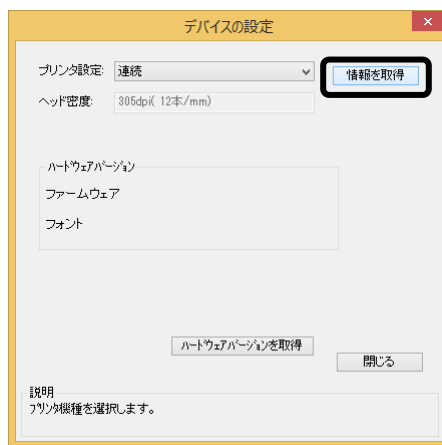 デバイスの設定
×
プリンタ設定: 連続 情報を取得
ヘッド密度: 305dpi( 12本/mm)
ハードウェアバージョン
ファームウェア
フォント
ハードウェアバージョンを取得
閉じる
説明
プリンタ機種を選択します。